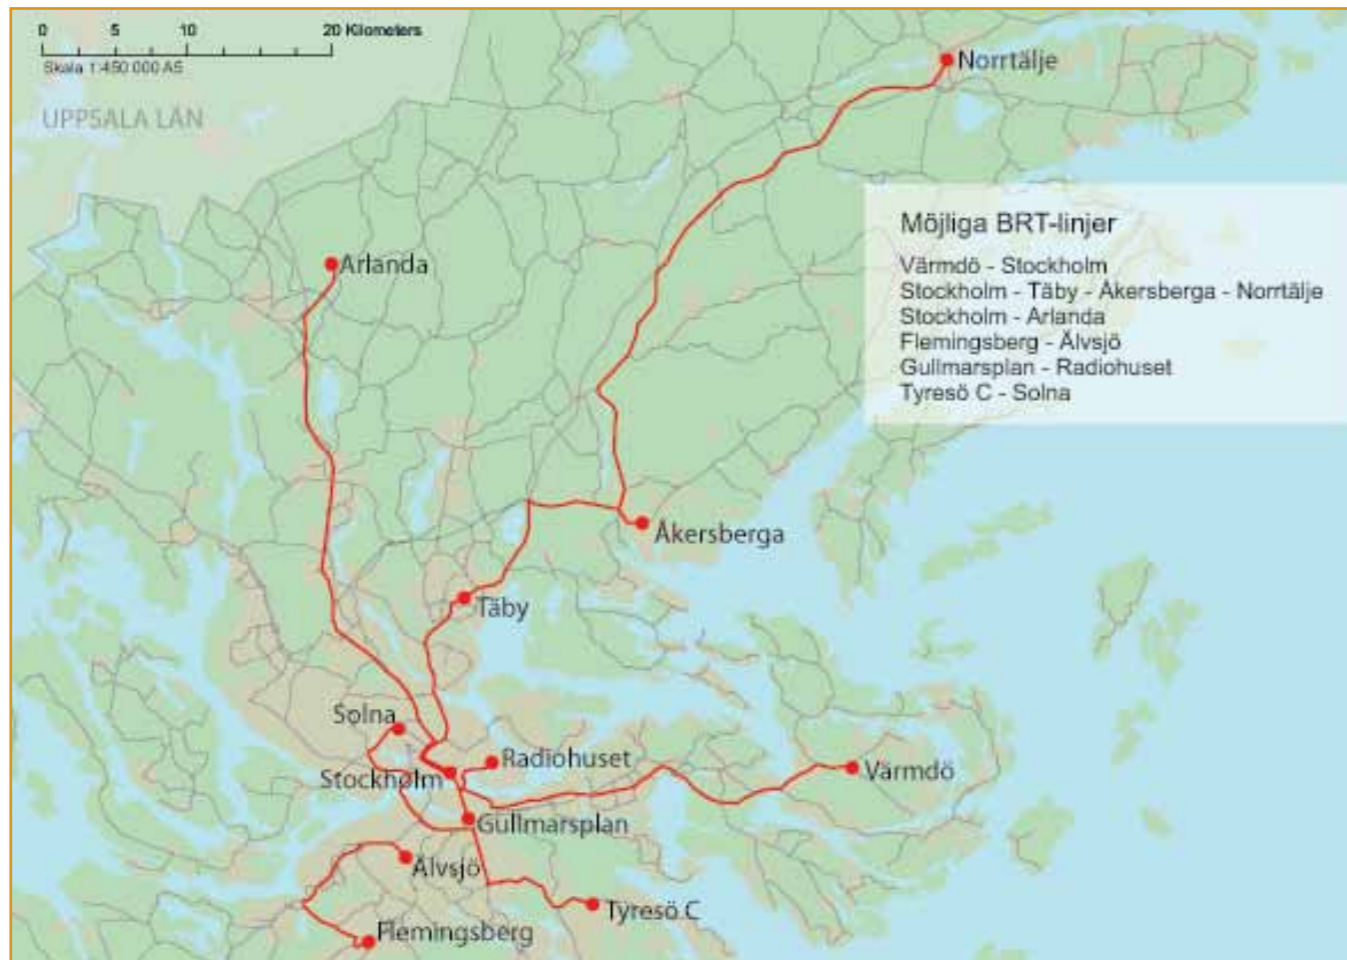 0 5 10 20 Kilometers
Skala 1:450 000 A5
UPPSALA LÄN
Norrtälje
Möjliga BRT-linjer
Värmdö - Stockholm
Stockholm - Täby - Åkersberga - Norrtälje
Stockholm - Arlanda
Flemingsberg - Älvsjö
Gullmarsplan - Radiohuset
Tyresö C - Solna
Arlanda
Åkersberga
Täby
Solna
Radiohuset
Stockholm
Värmdö
Gullmarsplan
Älvsjö
Tyresö C
Flemingsberg